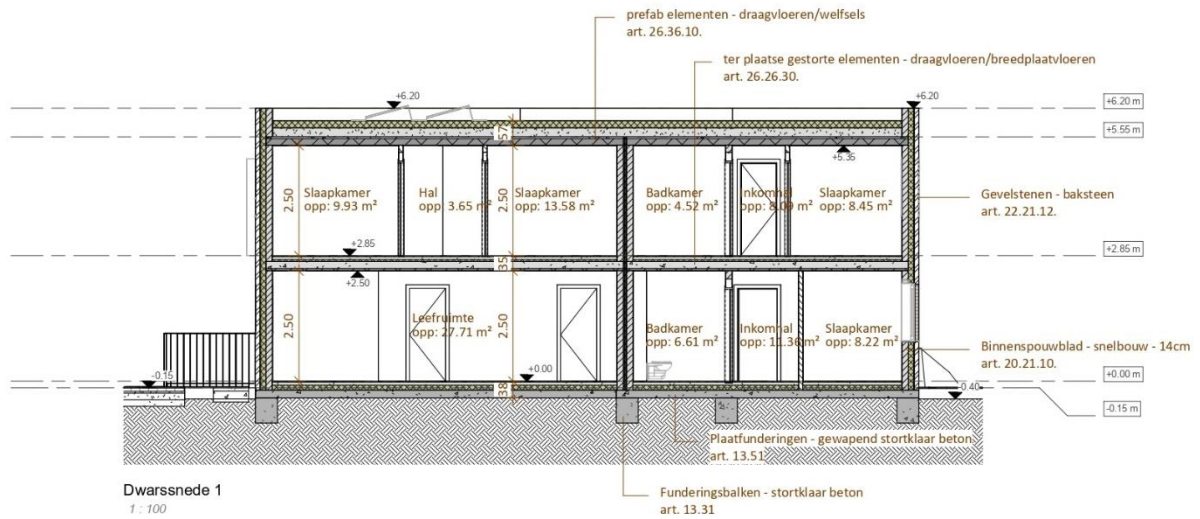 prefab elementen - draagvloeren/welfsels
art. 26.36.10.
ter plaatse gestorte elementen - draagvloeren/breedplaatvloeren
art. 26.26.30.
+6.20
+6.20
+6.20 m
57
+5.55 m
+5.35
2.50
Slaapkamer
opp: 9.93 m²
Hal
opp: 3.65 m²
2.50
Slaapkamer
opp: 13.58 m²
Badkamer
opp: 4.52 m²
Inkomhal
opp: 8.09 m²
Slaapkamer
opp: 8.45 m²
Gevelstenen - baksteen
art. 22.21.12.
+2.85
+2.85 m
35
+2.50
2.50
Leefruimte
opp: 27.71 m²
2.50
Badkamer
opp: 6.61 m²
Inkomhal
opp: 11.36 m²
Slaapkamer
opp: 8.22 m²
Binnenspouwblad - snelbouw - 14cm
art. 20.21.10.
-0.15
+0.00
+0.00 m
38
-0.40
-0.15 m
Plaatfunderingen - gewapend stortklaar beton
art. 13.51
Dwarssnede 1
1 : 100
Funderingsbalken - stortklaar beton
art. 13.31